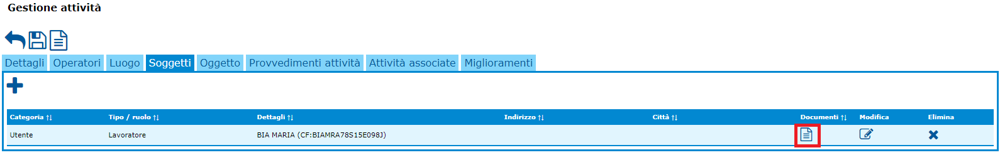 Gestione attività
Dettagli Operatori Luogo Soggetti Oggetto Provvedimenti attività Attività associate Miglioramenti
Categoria ↑↓ Tipo / ruolo ↑↓ Dettagli ↑↓ Indirizzo ↑↓ Città ↑↓ Documenti ↑↓ Modifica Elimina
Utente Lavoratore BIA MARIA (CF:BIAMRA78S15E098J)